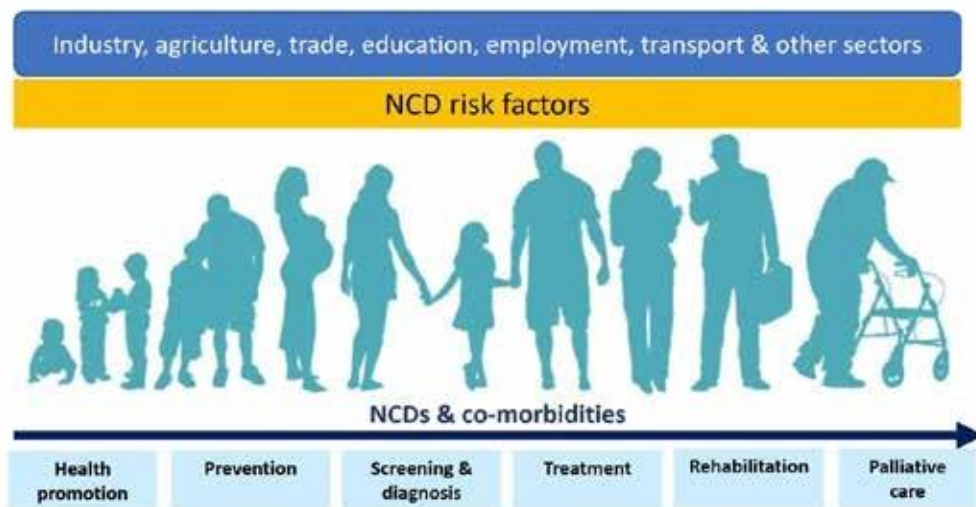 Industry, agriculture, trade, education, employment, transport & other sectors
NCD risk factors
NCDs & co-morbidities
Health
promotion
Prevention
Screening &
diagnosis
Treatment
Rehabilitation
Palliative
care